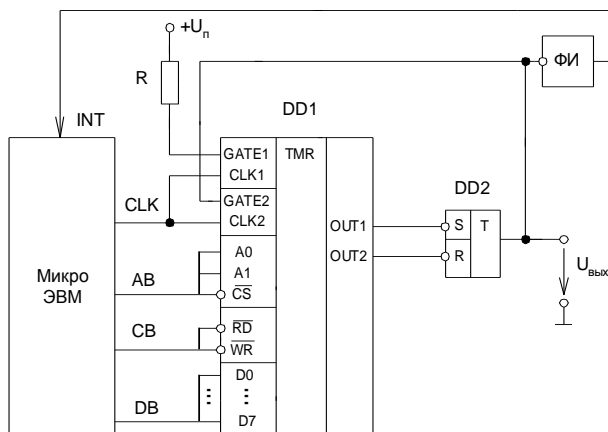 +Uп
ФИ
R
INT
DD1
GATE1
TMR
CLK1
DD2
CLK
GATE2
CLK2
OUT1
S
T
OUT2
R
A0
A1
Uвых
Микро
ЭВМ
AB
CS
CB
RD
WR
DB
D0
D7